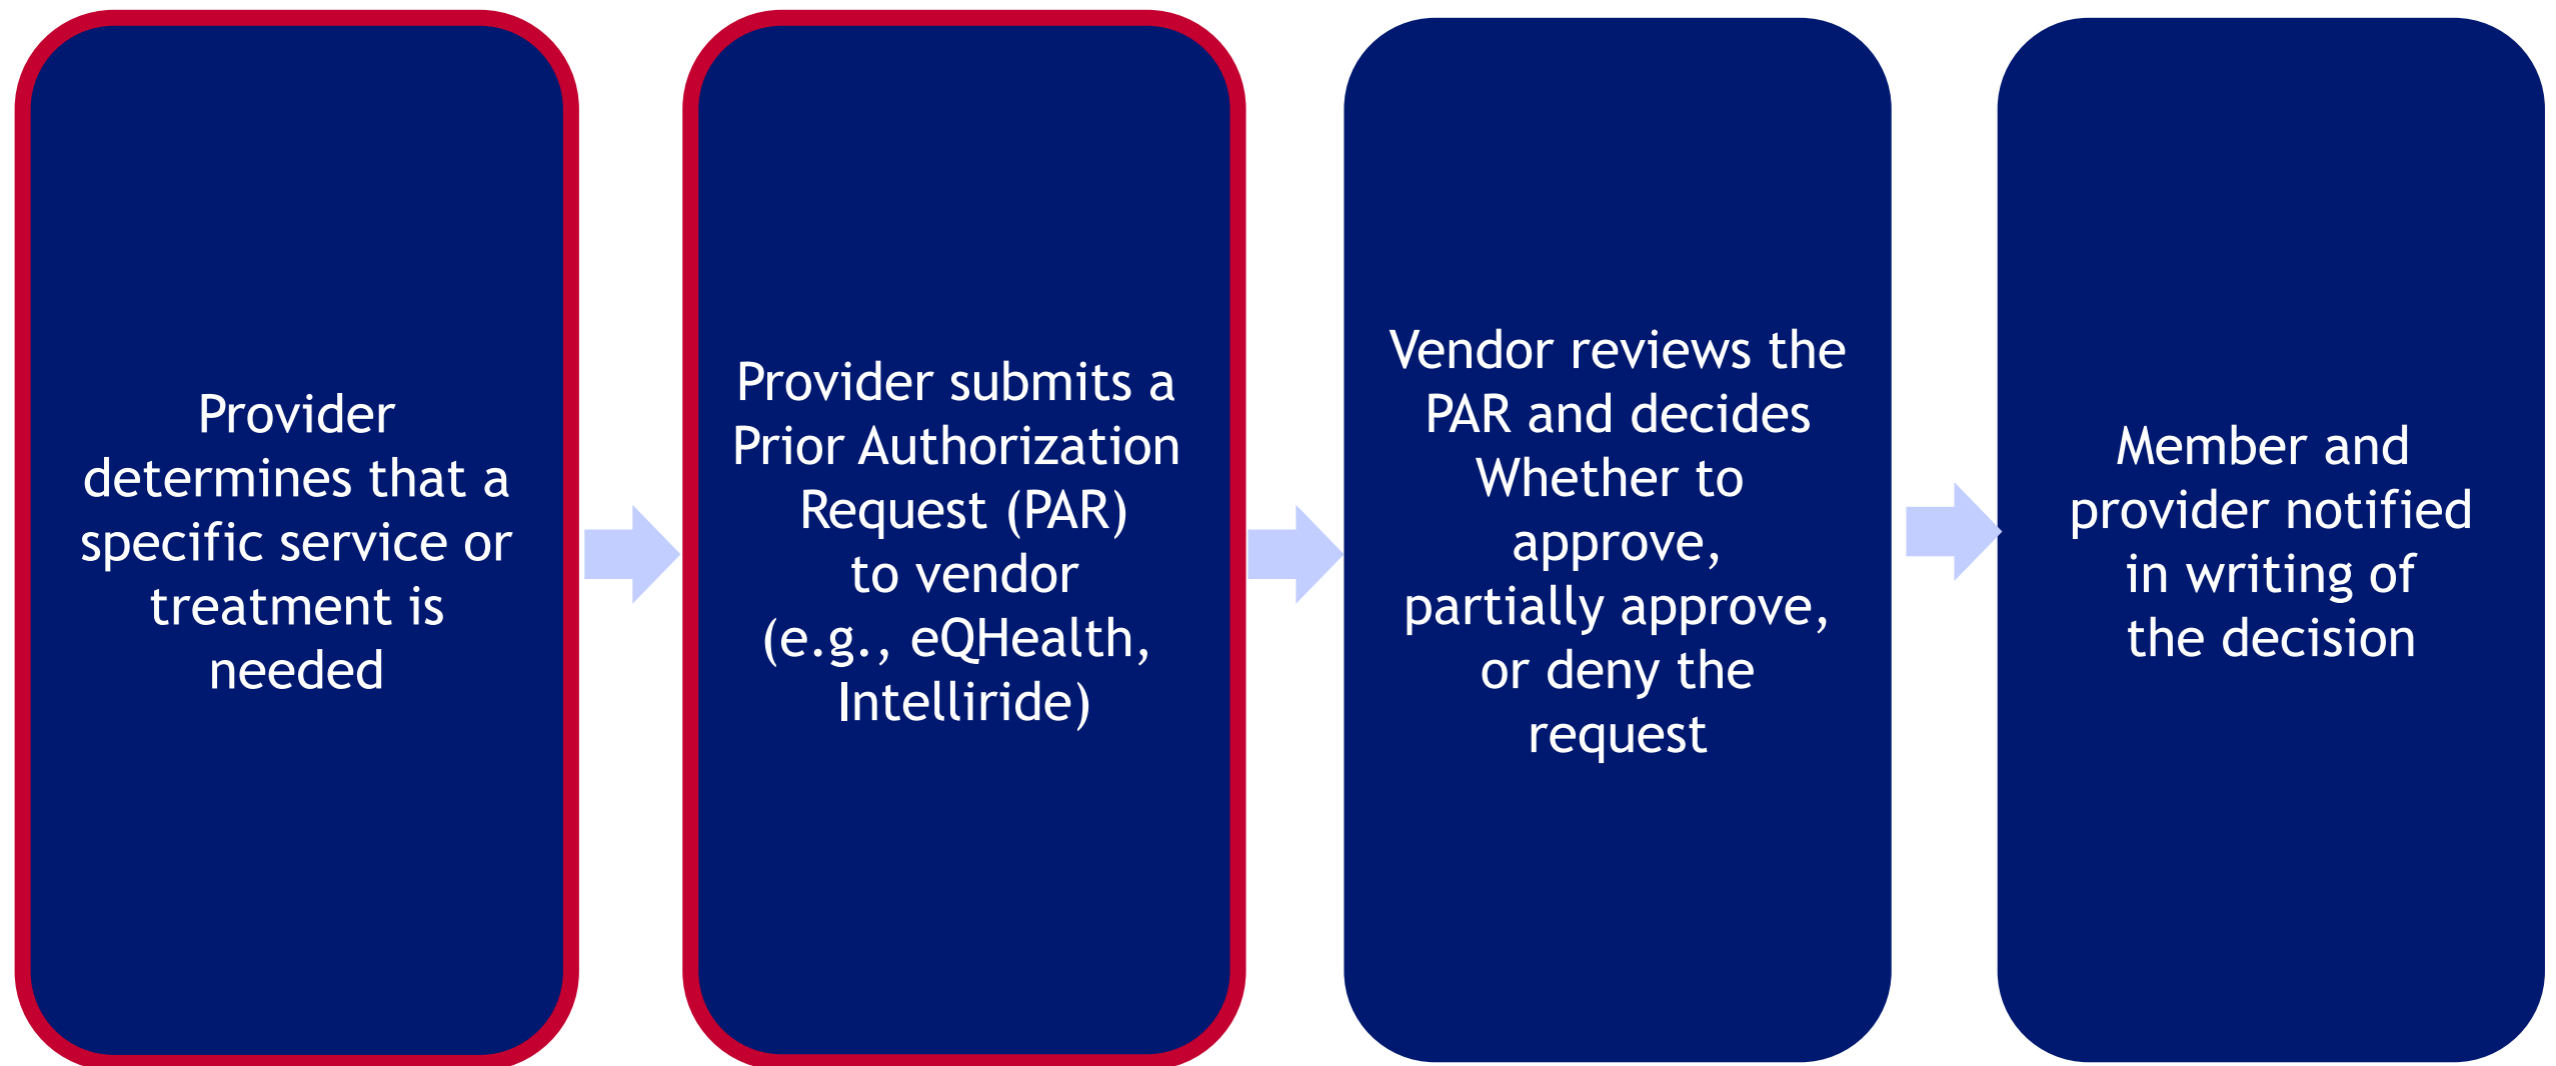 Provider
determines that a
specific service or
treatment is
needed
Provider submits a
Prior Authorization
Request (PAR)
to vendor
(e.g., eQHealth,
Intelliride)
Vendor reviews the
PAR and decides
Whether to
approve,
partially approve,
or deny the
request
Member and
provider notified
in writing of
the decision